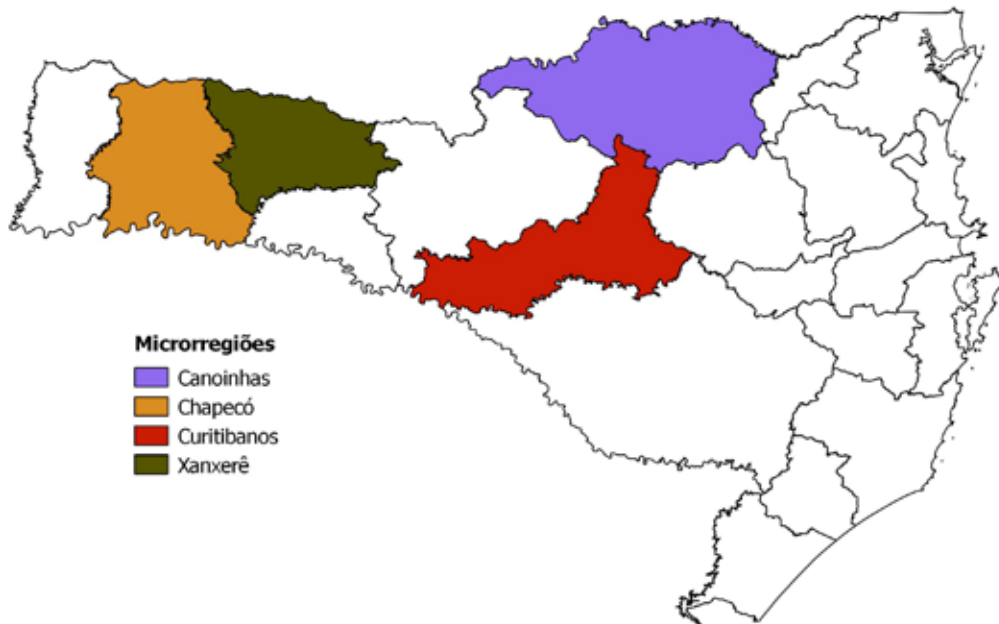 Microrregiões
Canoinhas
Chapecó
Curitibanos
Xanxerê